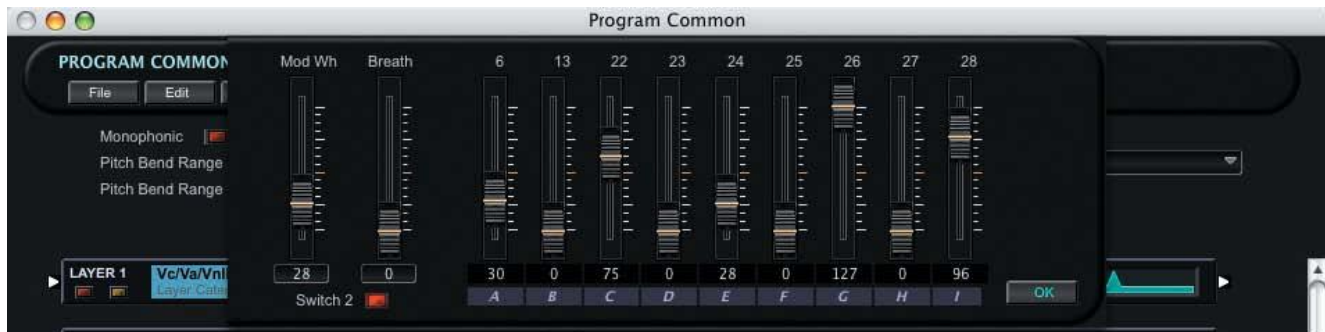 Program Common
PROGRAM COMMON
File Edit
Monophonic
Pitch Bend Range
Pitch Bend Range
LAYER 1
Vc/Va/Vnl
Layer Cate
Mod Wh Breath 6 13 22 23 24 25 26 27 28
28 0 30 0 75 0 28 0 127 0 96
Switch 2 A B C D E F G H I
OK